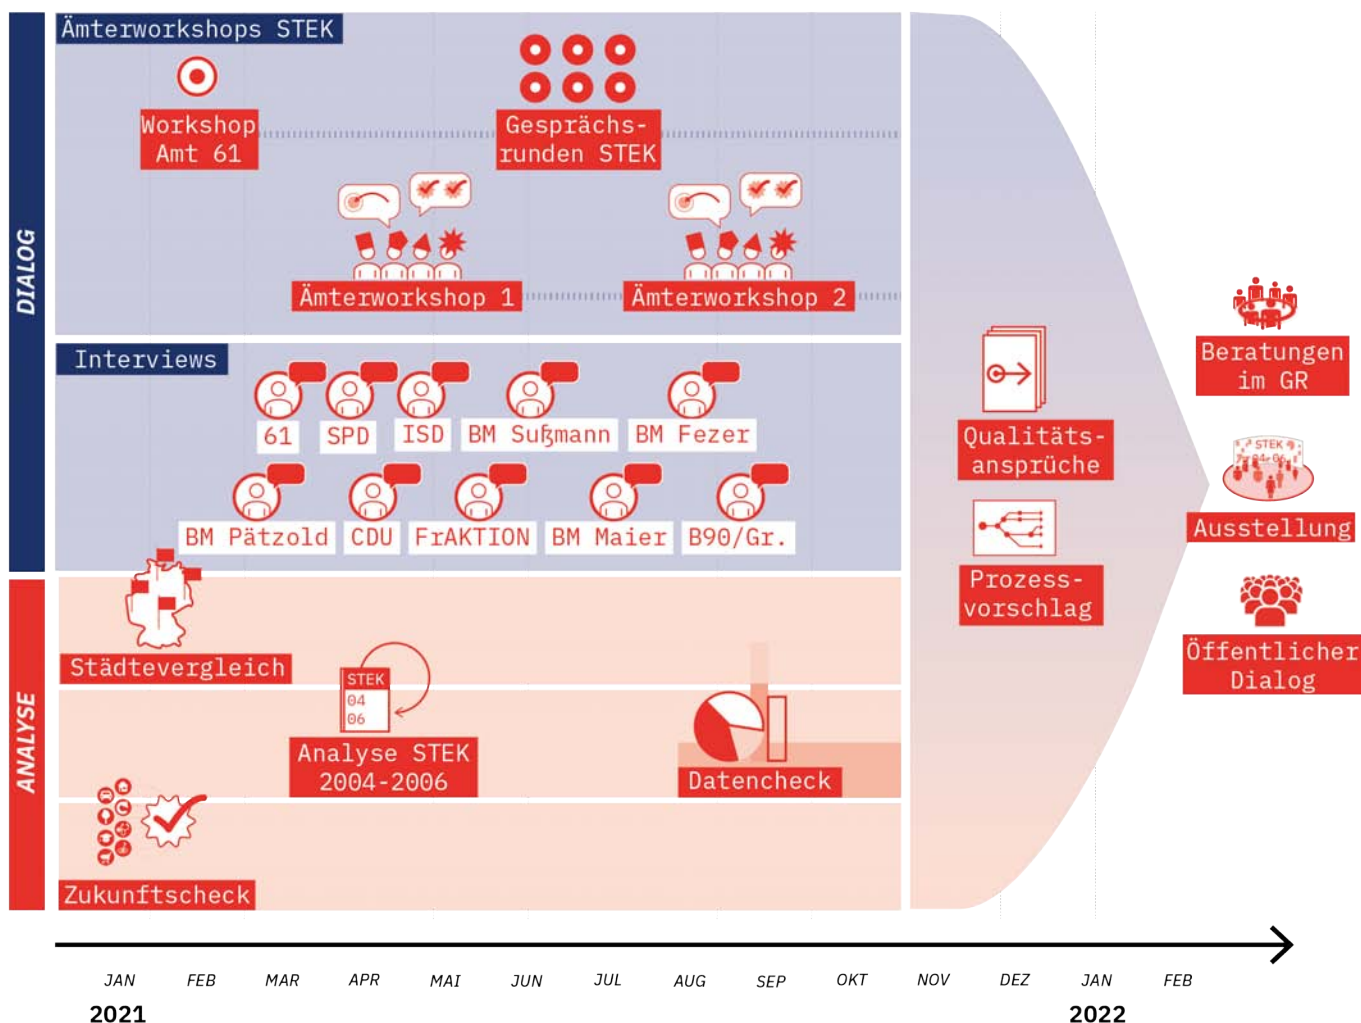 Ämterworkshops STEK
Workshop
Amt 61
Gesprächs-
runden STEK
Ämterworkshop 1
Ämterworkshop 2
DIALOG
Interviews
61
SPD
ISD
BM Sußmann
BM Fezer
BM Pätzold
CDU
FrAKTION
BM Maier
B90/Gr.
ANALYSE
Städtevergleich
STEK
04
06
Analyse STEK
2004-2006
Datencheck
Zukunftscheck
Qualitäts-
ansprüche
Prozess-
vorschlag
Beratungen
im GR
STEK
04-06
Ausstellung
Öffentlicher
Dialog
JAN
FEB
MAR
APR
MAI
JUN
JUL
AUG
SEP
OKT
NOV
DEZ
JAN
FEB
2021
2022